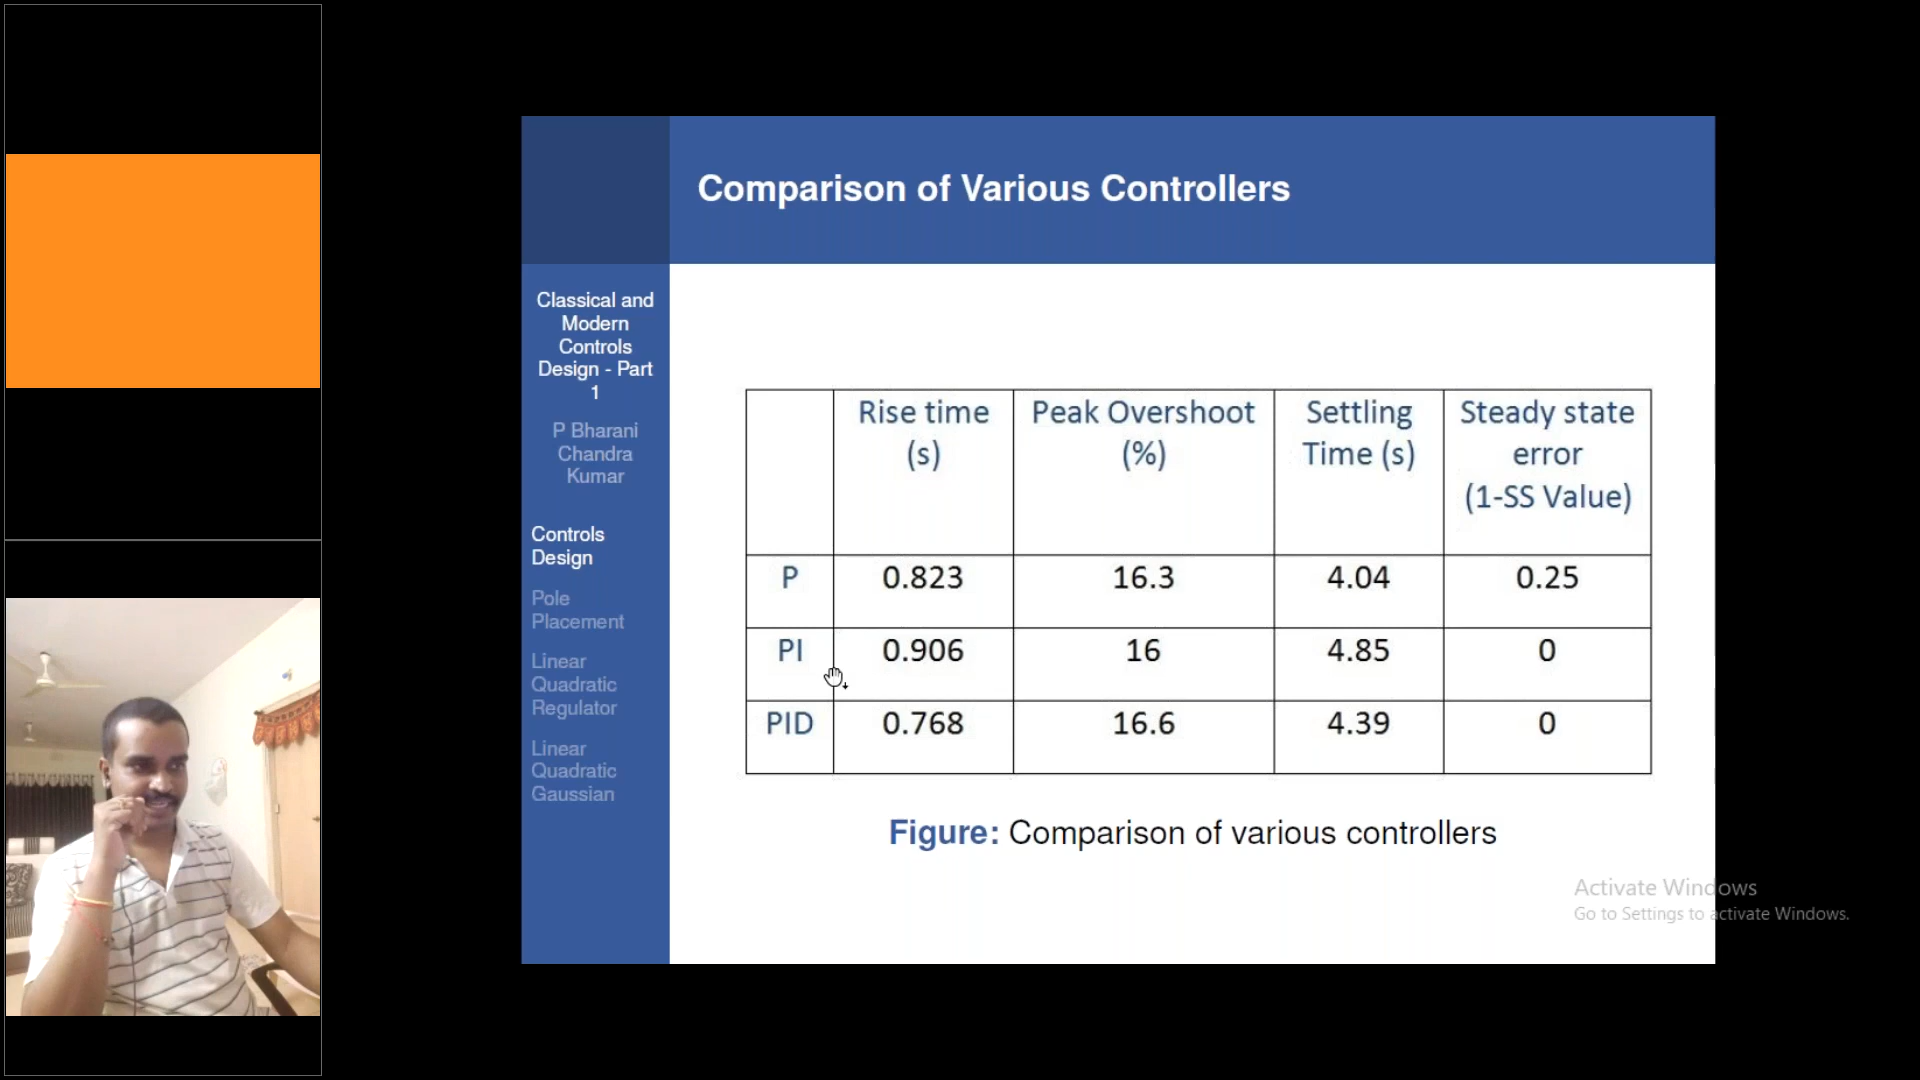 Comparison of Various Controllers
Classical and
Modern
Controls
Design - Part
1
P Bharani
Chandra
Kumar
Controls
Design
Pole
Placement
Linear
Quadratic
Regulator
Linear
Quadratic
Gaussian
Rise time
(s)
Peak Overshoot
(%)
Settling
Time (s)
Steady state
error
(1-SS Value)
P 0.823 16.3 4.04 0.25
PI 0.906 16 4.85 0
PID 0.768 16.6 4.39 0
Figure: Comparison of various controllers
Activate Windows
Go to Settings to activate Windows.